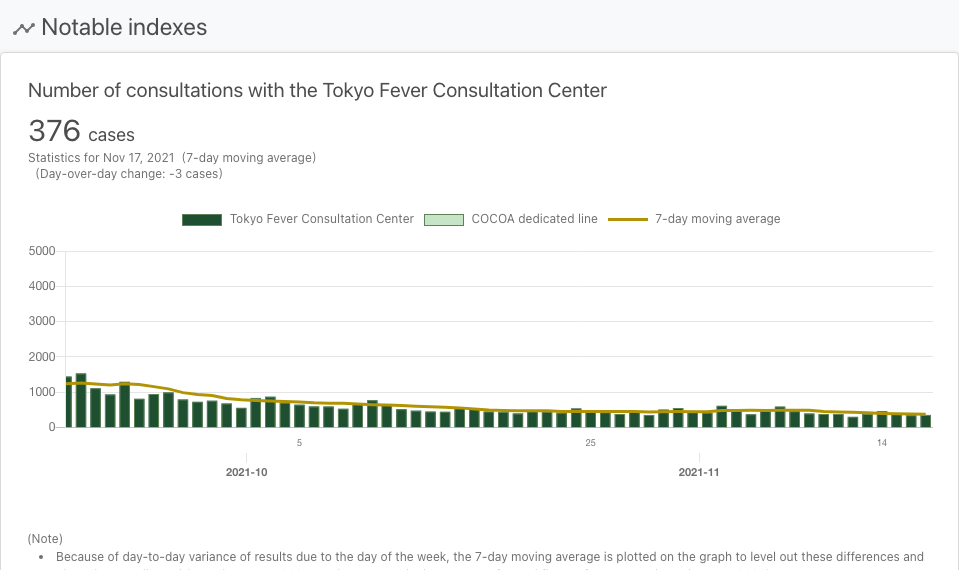 Notable indexes
Number of consultations with the Tokyo Fever Consultation Center
376 cases
Statistics for Nov 17, 2021 (7-day moving average)
(Day-over-day change: -3 cases)
Tokyo Fever Consultation Center COCOA dedicated line 7-day moving average
5000
4000
3000
2000
1000
0
5 25 14
2021-10 2021-11
(Note)
• Because of day-to-day variance of results due to the day of the week, the 7-day moving average is plotted on the graph to level out these differences and